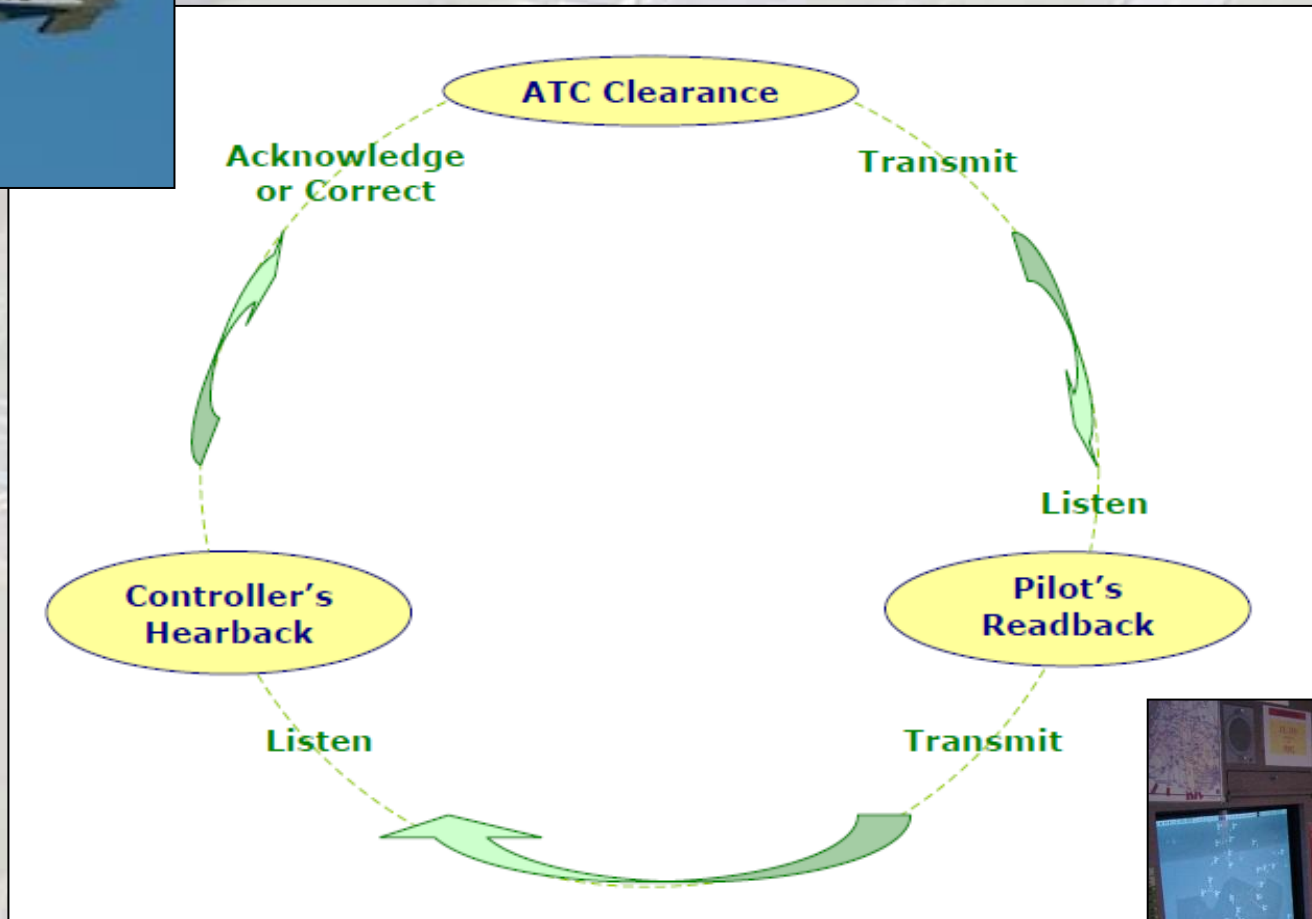 ATC Clearance
Acknowledge
or Correct
Transmit
Listen
Controller’s
Hearback
Pilot’s
Readback
Listen
Transmit